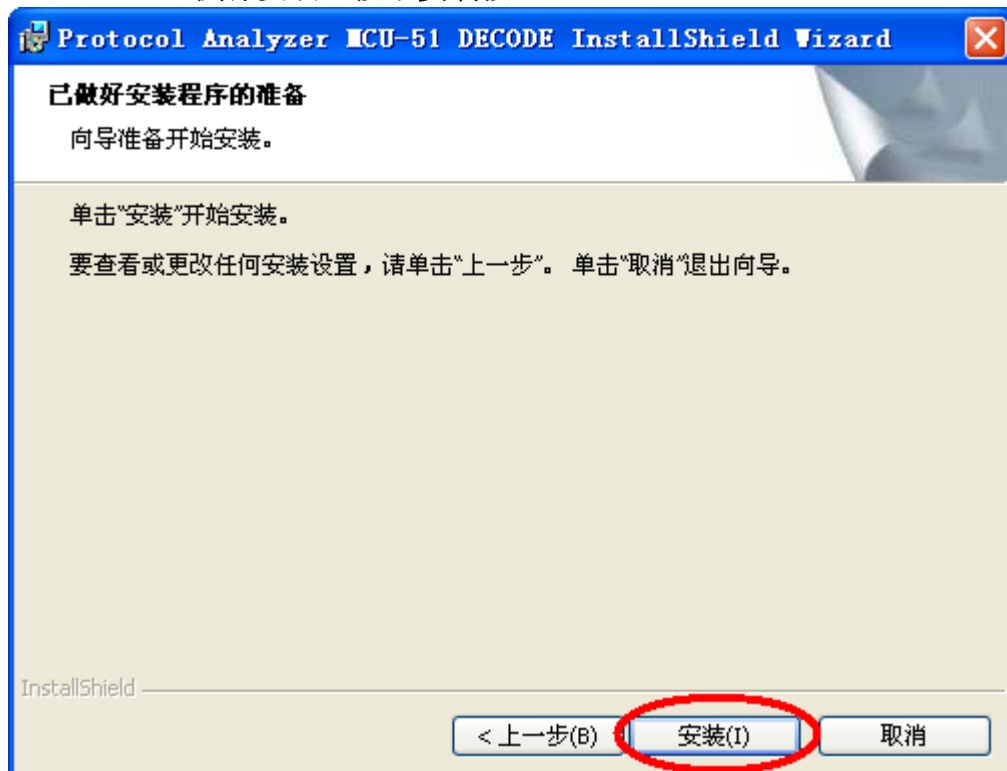 Protocol Analyzer MCU-51 DECODE InstallShield Wizard
已做好安装程序的准备
向导准备开始安装。
单击"安装"开始安装。
要查看或更改任何安装设置，请单击"上一步"。 单击"取消"退出向导。
InstallShield
< 上一步(B) 安装(I) 取消